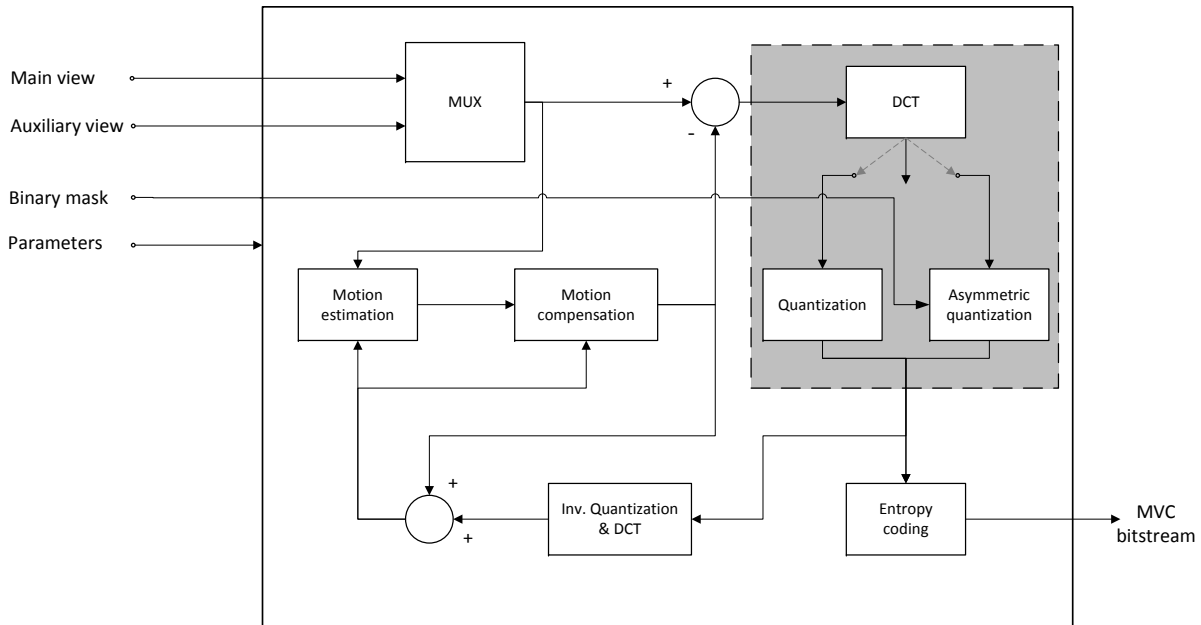 Main view
Auxiliary view
Binary mask
Parameters
MUX
+
-
DCT
Motion
estimation
Motion
compensation
Quantization
Asymmetric
quantization
+
+
Inv. Quantization
& DCT
Entropy
coding
MVC
bitstream